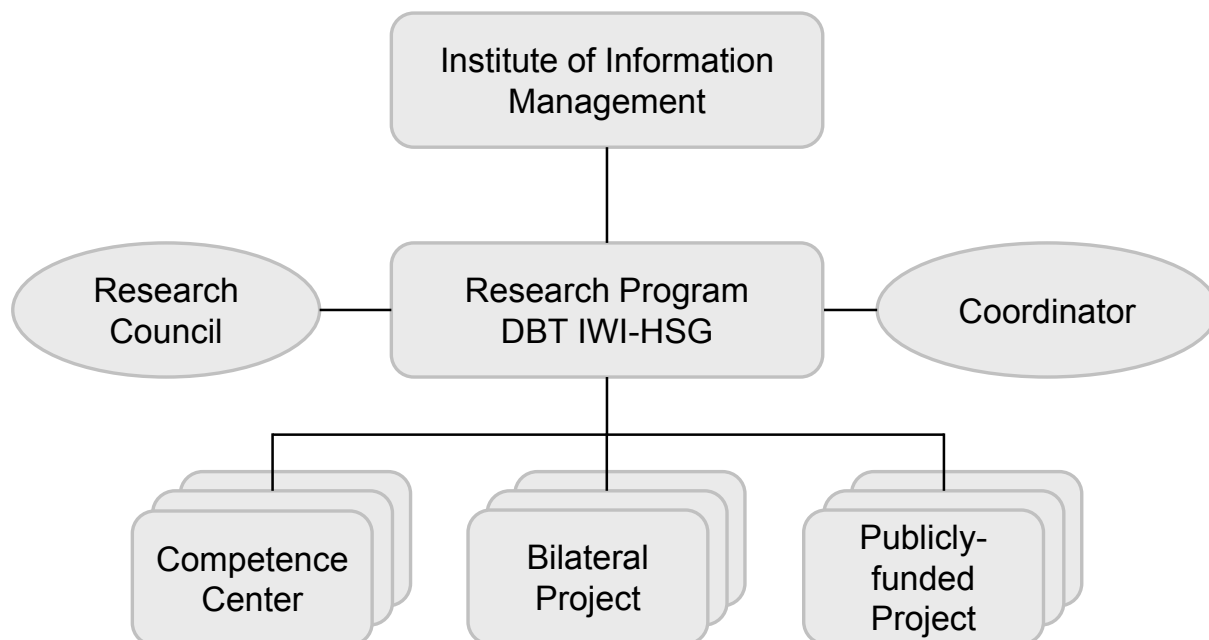 Institute of Information
Management
Research
Council
Research Program
DBT IWI-HSG
Coordinator
Competence
Center
Bilateral
Project
Publicly-
funded
Project